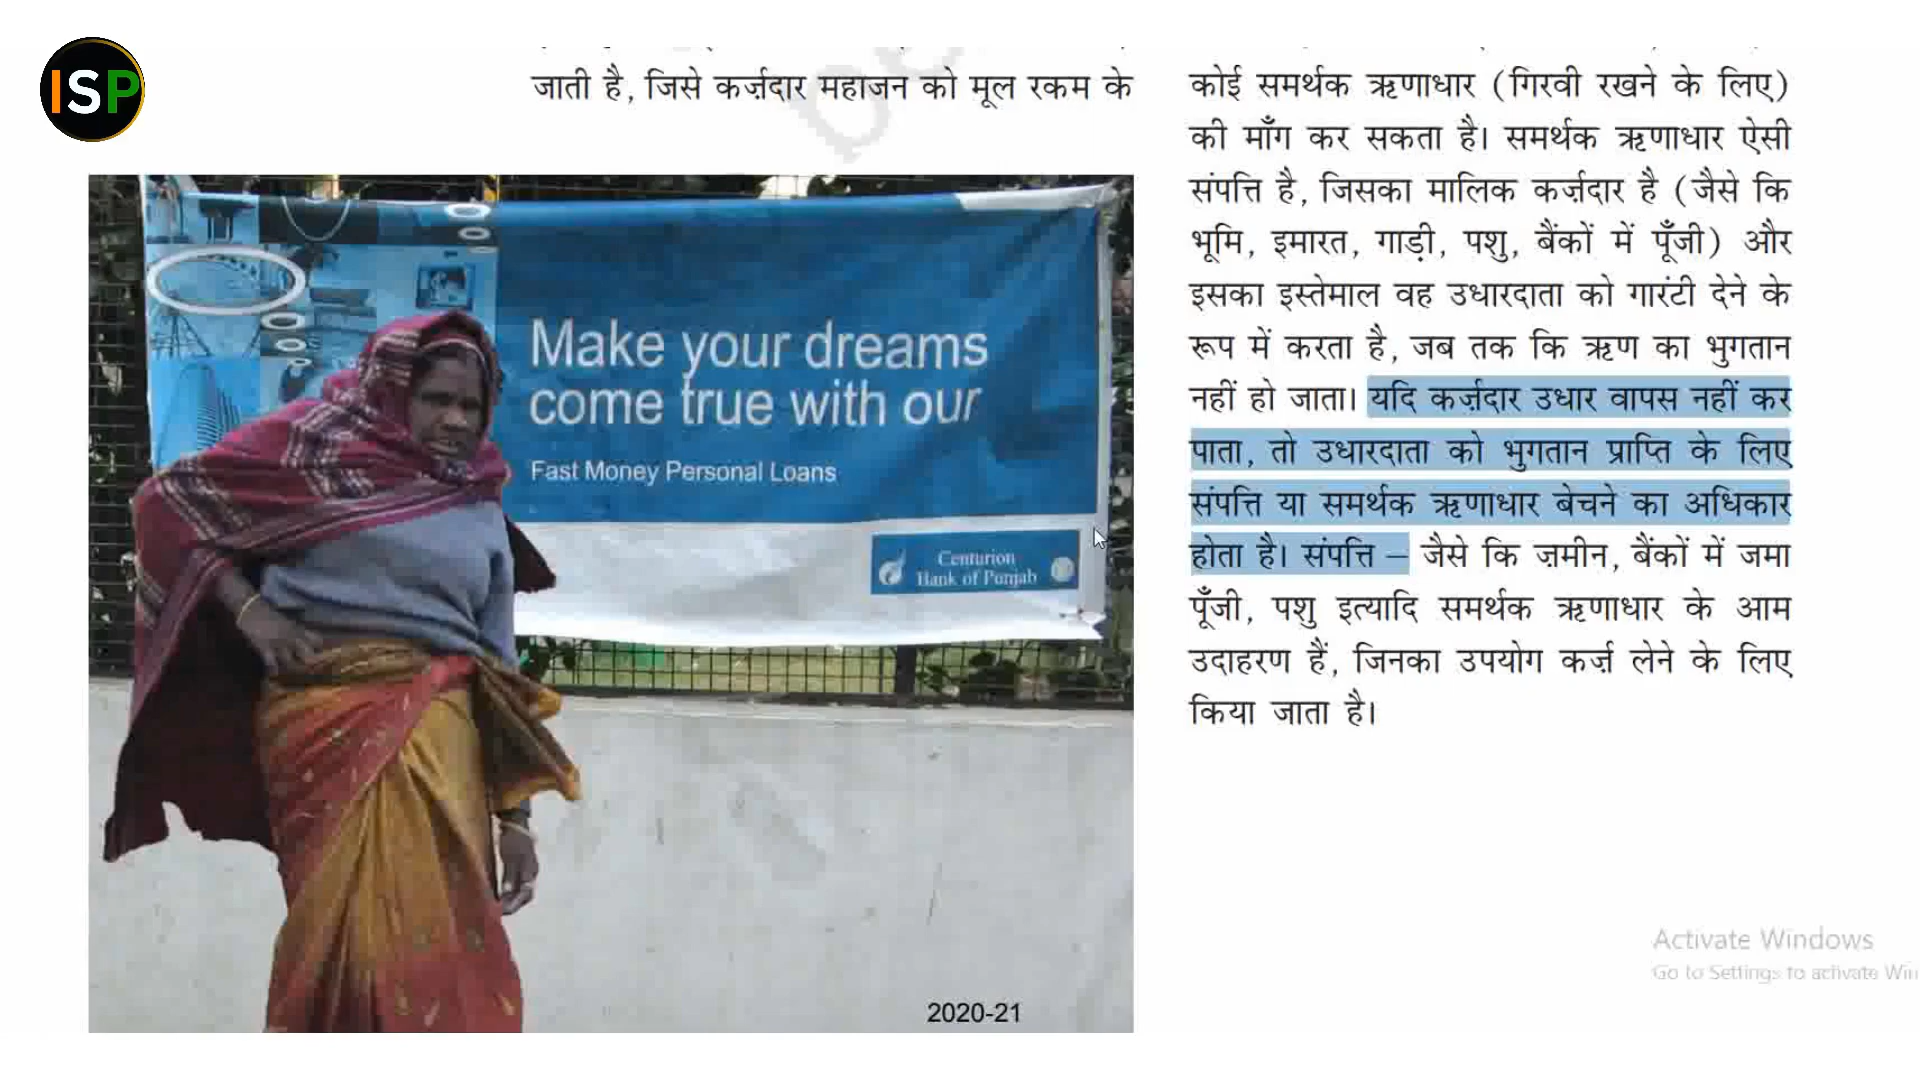 ISP
जाती है, जिसे कर्ज़दार महाजन को मूल रकम के
Make your dreams
come true with our
Fast Money Personal Loans
Centurion
Bank of Punjab
2020-21
कोई समर्थक ऋणाधार (गिरवी रखने के लिए)
की माँग कर सकता है। समर्थक ऋणाधार ऐसी
संपत्ति है, जिसका मालिक कर्ज़दार है (जैसे कि
भूमि, इमारत, गाड़ी, पशु, बैंकों में पूँजी) और
इसका इस्तेमाल वह उधारदाता को गारंटी देने के
रूप में करता है, जब तक कि ऋण का भुगतान
नहीं हो जाता। यदि कर्ज़दार उधार वापस नहीं कर
पाता, तो उधारदाता को भुगतान प्राप्ति के लिए
संपत्ति या समर्थक ऋणाधार बेचने का अधिकार
होता है। संपत्ति – जैसे कि ज़मीन, बैंकों में जमा
पूँजी, पशु इत्यादि समर्थक ऋणाधार के आम
उदाहरण हैं, जिनका उपयोग कर्ज़ लेने के लिए
किया जाता है।
Activate Windows
Go to Settings to activate Win